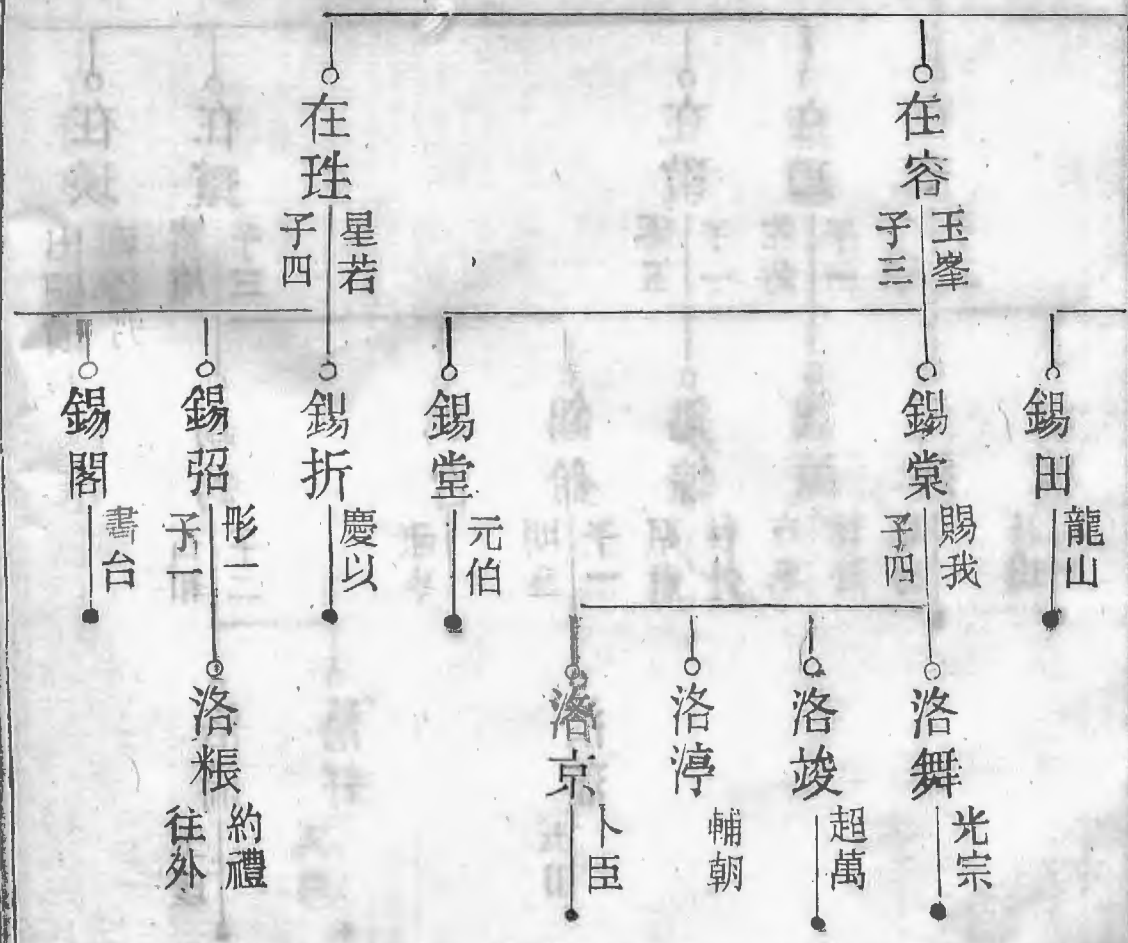 在容
玉峯
子三
在珄
星若
子四
錫田
龍山
錫棠
賜我
子四
錫堂
元伯
錫折
慶以
錫弨
彤一
子一
錫閣
書台
洛舞
光宗
洛竣
超萬
洛渟
輔朝
洛京
卜臣
洛粻
約禮
往外